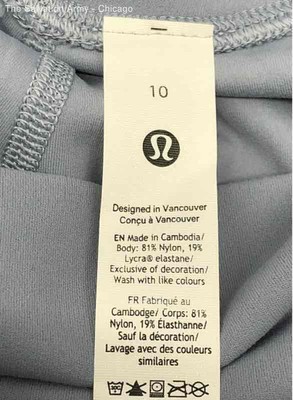 The Salvation Army - Chicago
10
Designed in Vancouver
Conçu à Vancouver
EN Made in Cambodia/
Body: 81% Nylon, 19%
Lycra® elastane/
Exclusive of decoration/
Wash with like colours
FR Fabriqué au
Cambodge/ Corps: 81%
Nylon, 19% Élasthanne/
Sauf la décoration/
Lavage avec des couleurs
similaires